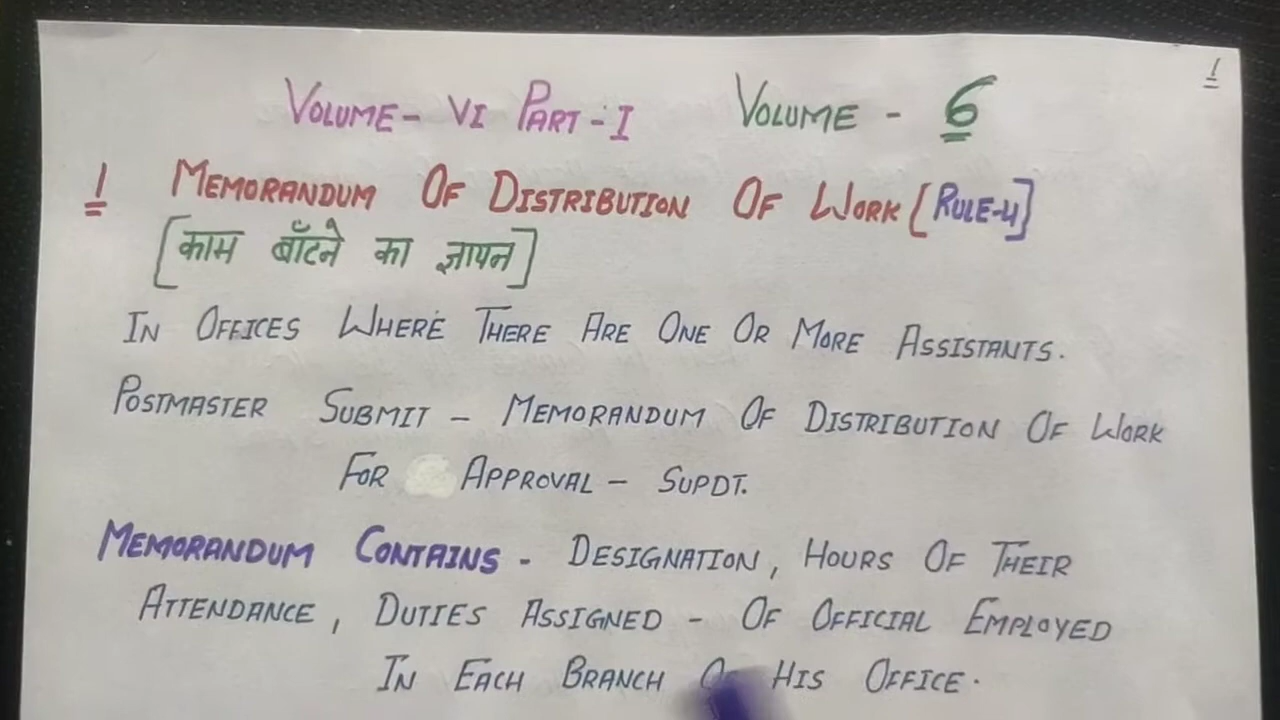 1
VOLUME- VI PART-I VOLUME - 6
1 MEMORANDUM OF DISTRIBUTION OF WORK [RULE-4]
[काम बाँटने का ज्ञापन]
IN OFFICES WHERE THERE ARE ONE OR MORE ASSISTANTS.
POSTMASTER SUBMIT - MEMORANDUM OF DISTRIBUTION OF WORK
FOR APPROVAL - SUPDT.
MEMORANDUM CONTAINS - DESIGNATION, HOURS OF THEIR
ATTENDANCE, DUTIES ASSIGNED - OF OFFICIAL EMPLOYED
IN EACH BRANCH OF HIS OFFICE.